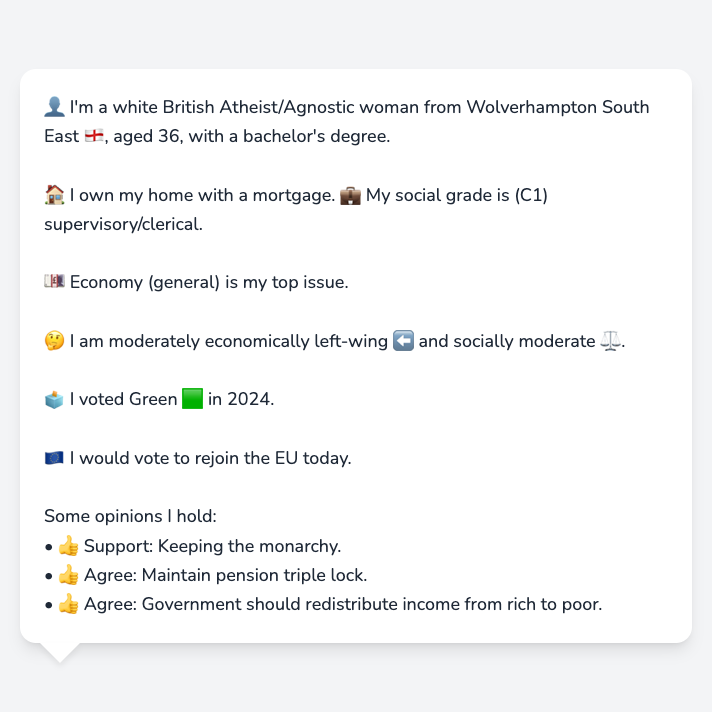 👤 I'm a white British Atheist/Agnostic woman from Wolverhampton South
East 🏴󠁧󠁢󠁥󠁮󠁧󠁿, aged 36, with a bachelor's degree.
🏠 I own my home with a mortgage. 💼 My social grade is (C1)
supervisory/clerical.
💷 Economy (general) is my top issue.
🤔 I am moderately economically left-wing ⬅️ and socially moderate ⚖️.
🗳️ I voted Green 🟩 in 2024.
🇪🇺 I would vote to rejoin the EU today.
Some opinions I hold:
• 👍 Support: Keeping the monarchy.
• 👍 Agree: Maintain pension triple lock.
• 👍 Agree: Government should redistribute income from rich to poor.